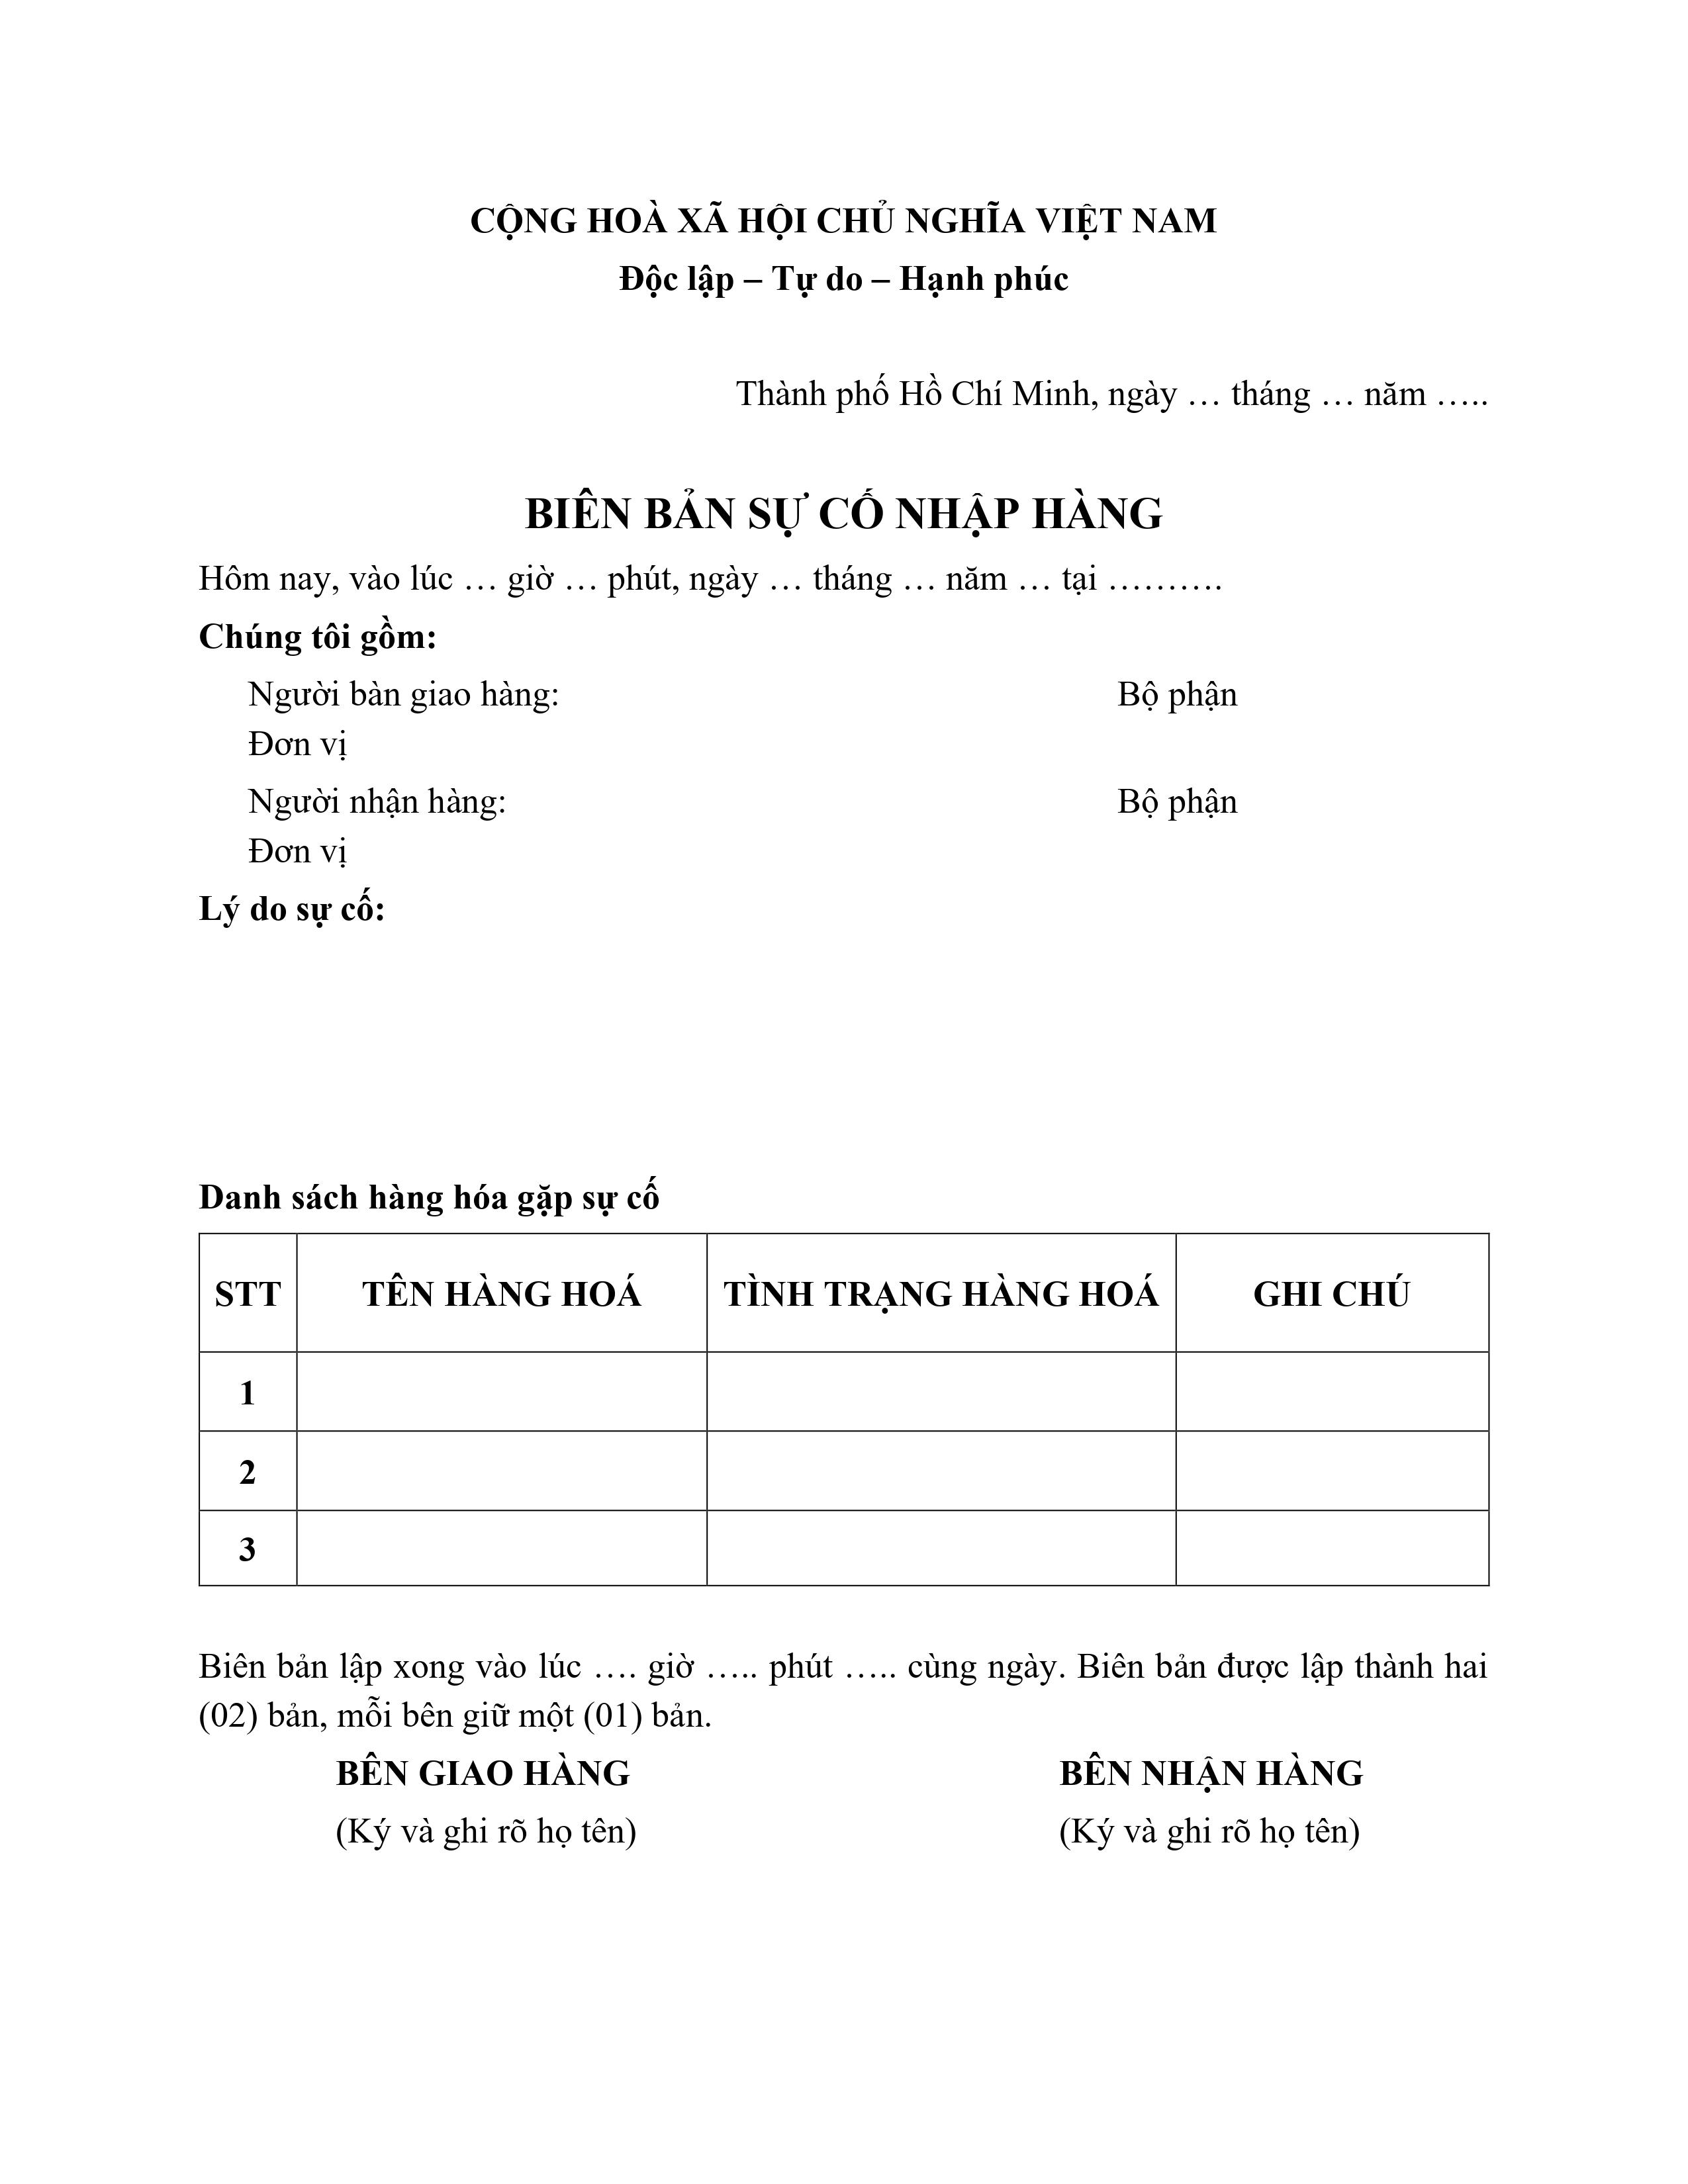 CỘNG HOÀ XÃ HỘI CHỦ NGHĨA VIỆT NAM
Độc lập – Tự do – Hạnh phúc
Thành phố Hồ Chí Minh, ngày … tháng … năm …..
BIÊN BẢN SỰ CỐ NHẬP HÀNG
Hôm nay, vào lúc … giờ … phút, ngày … tháng … năm … tại ……….
Chúng tôi gồm:
Người bàn giao hàng: Bộ phận
Đơn vị
Người nhận hàng: Bộ phận
Đơn vị
Lý do sự cố:
Danh sách hàng hóa gặp sự cố
STT TÊN HÀNG HOÁ TÌNH TRẠNG HÀNG HOÁ GHI CHÚ
1
2
3
Biên bản lập xong vào lúc …. giờ ….. phút ….. cùng ngày. Biên bản được lập thành hai
(02) bản, mỗi bên giữ một (01) bản.
BÊN GIAO HÀNG BÊN NHẬN HÀNG
(Ký và ghi rõ họ tên) (Ký và ghi rõ họ tên)